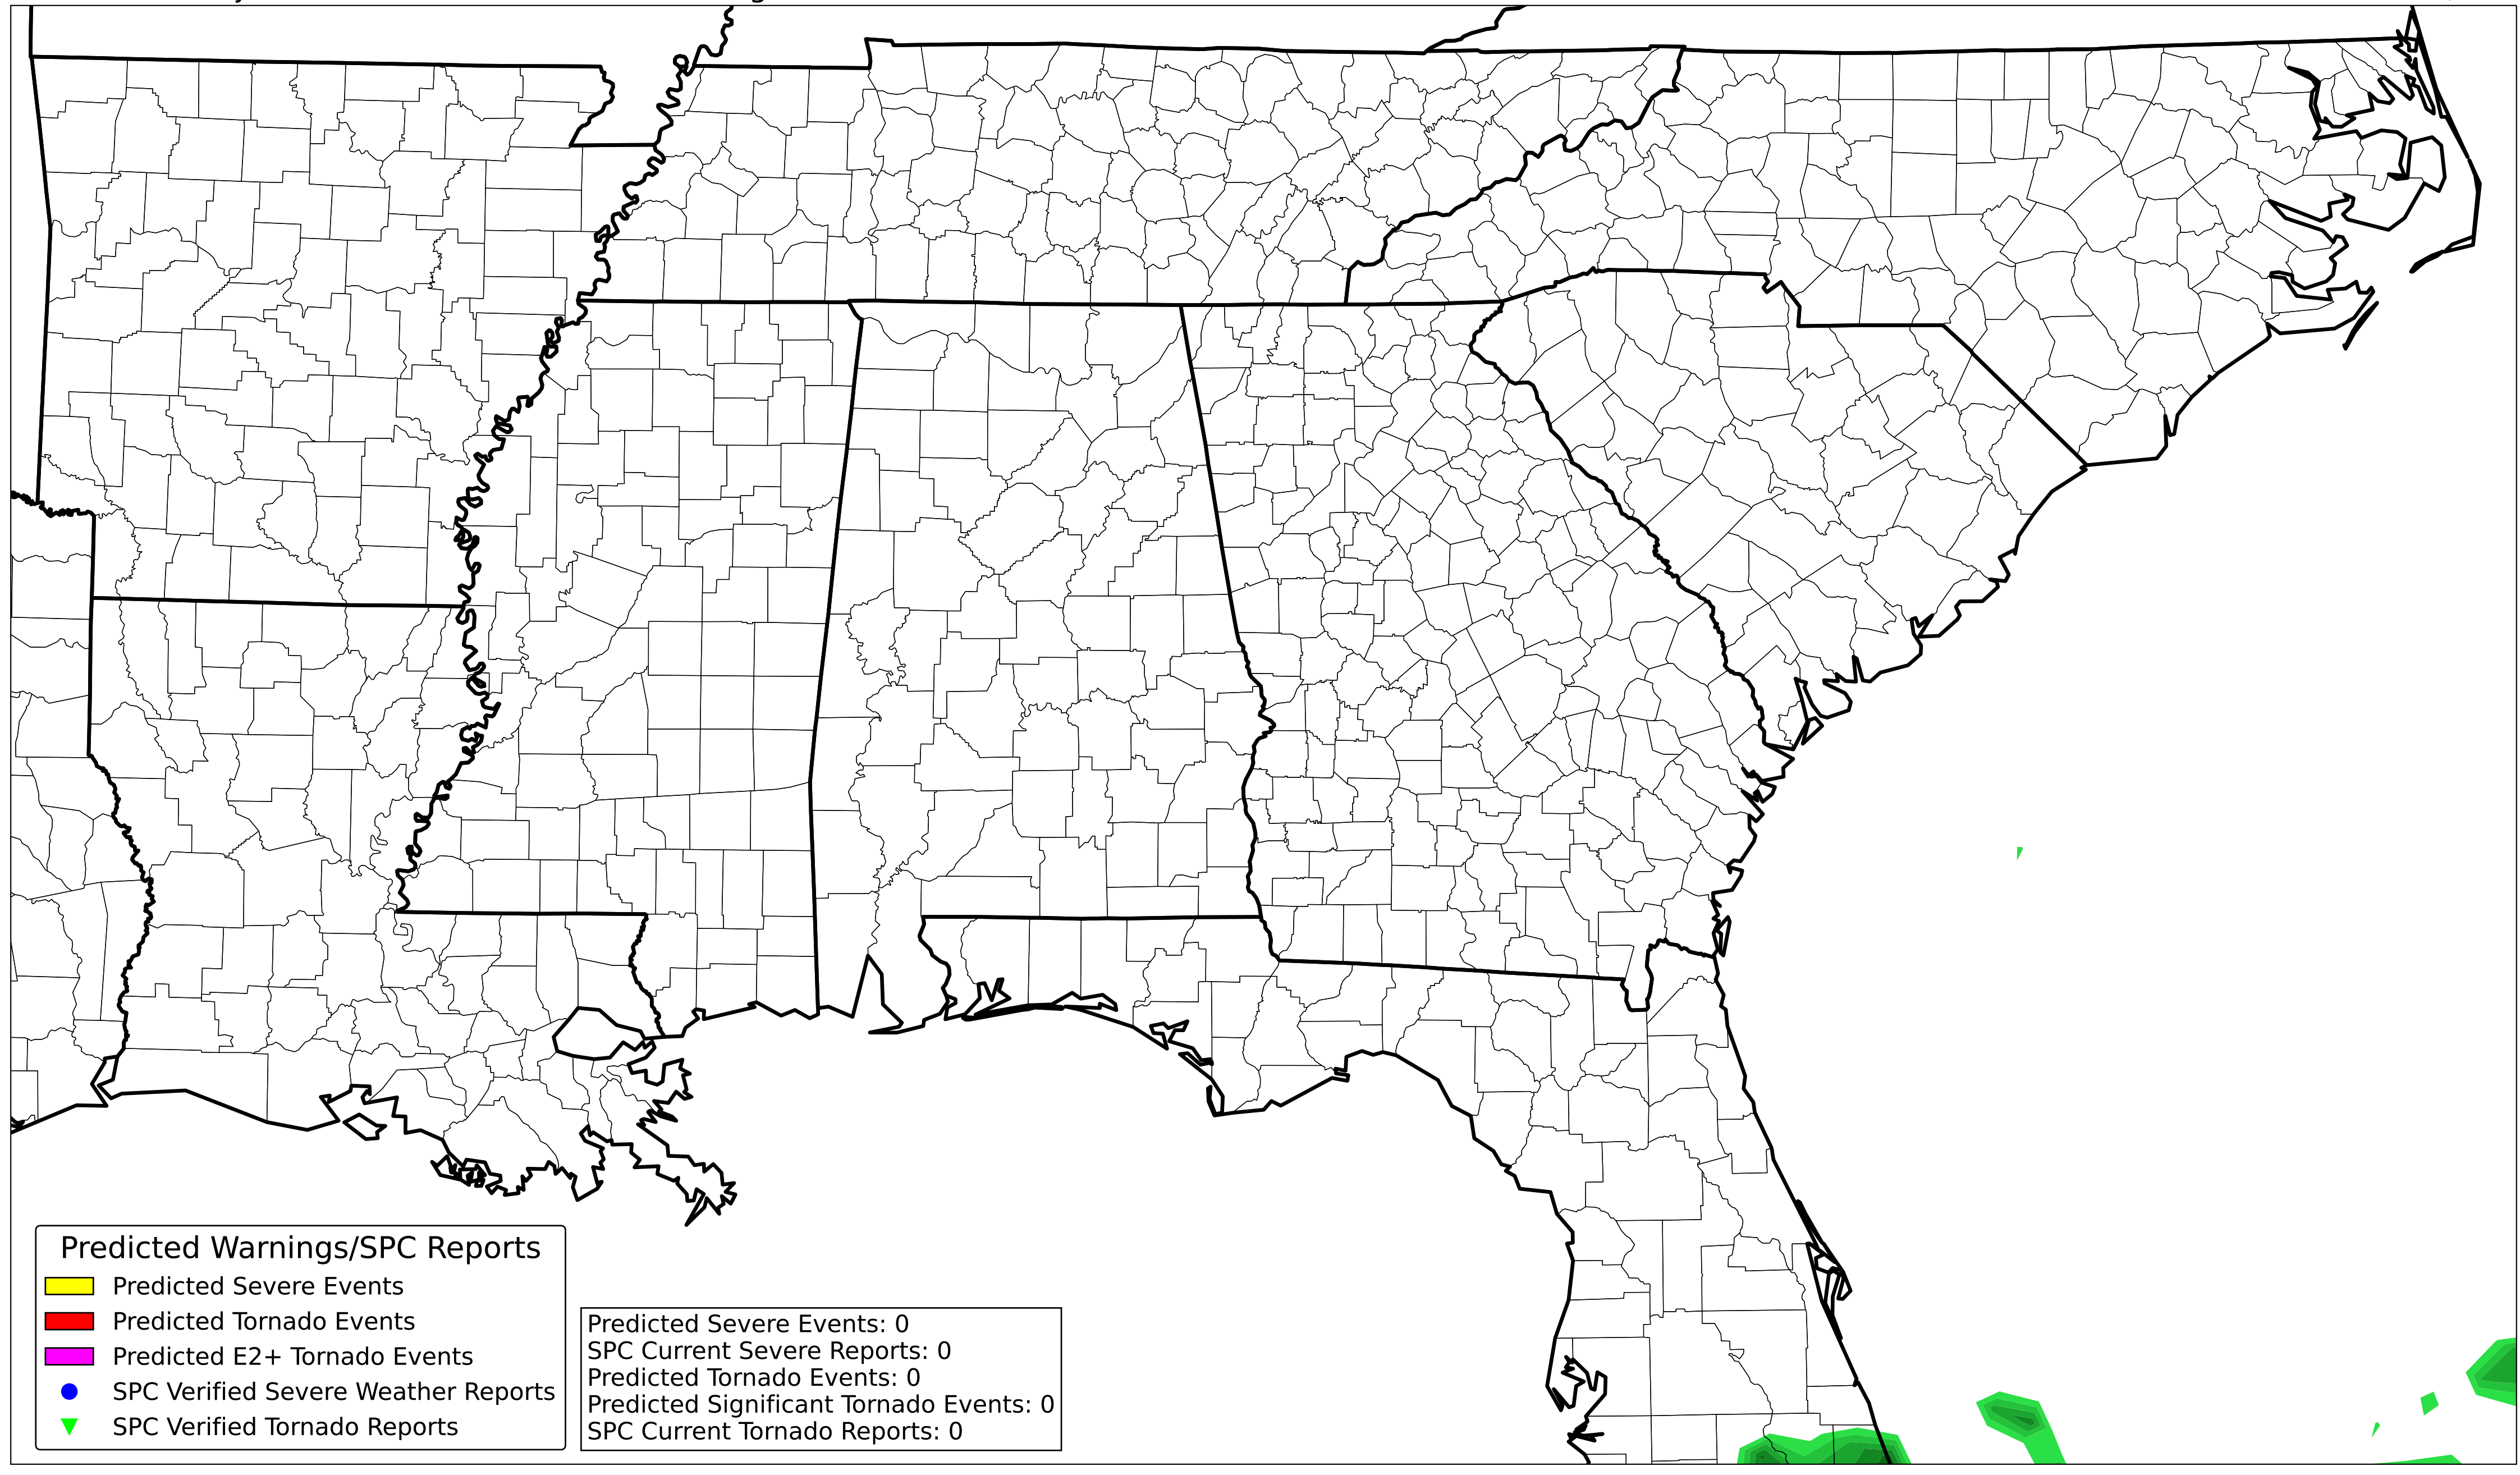 Predicted Warnings/SPC Reports
Predicted Severe Events
Predicted Tornado Events
Predicted E2+ Tornado Events
SPC Verified Severe Weather Reports
SPC Verified Tornado Reports
Predicted Severe Events: 0
SPC Current Severe Reports: 0
Predicted Tornado Events: 0
Predicted Significant Tornado Events: 0
SPC Current Tornado Reports: 0